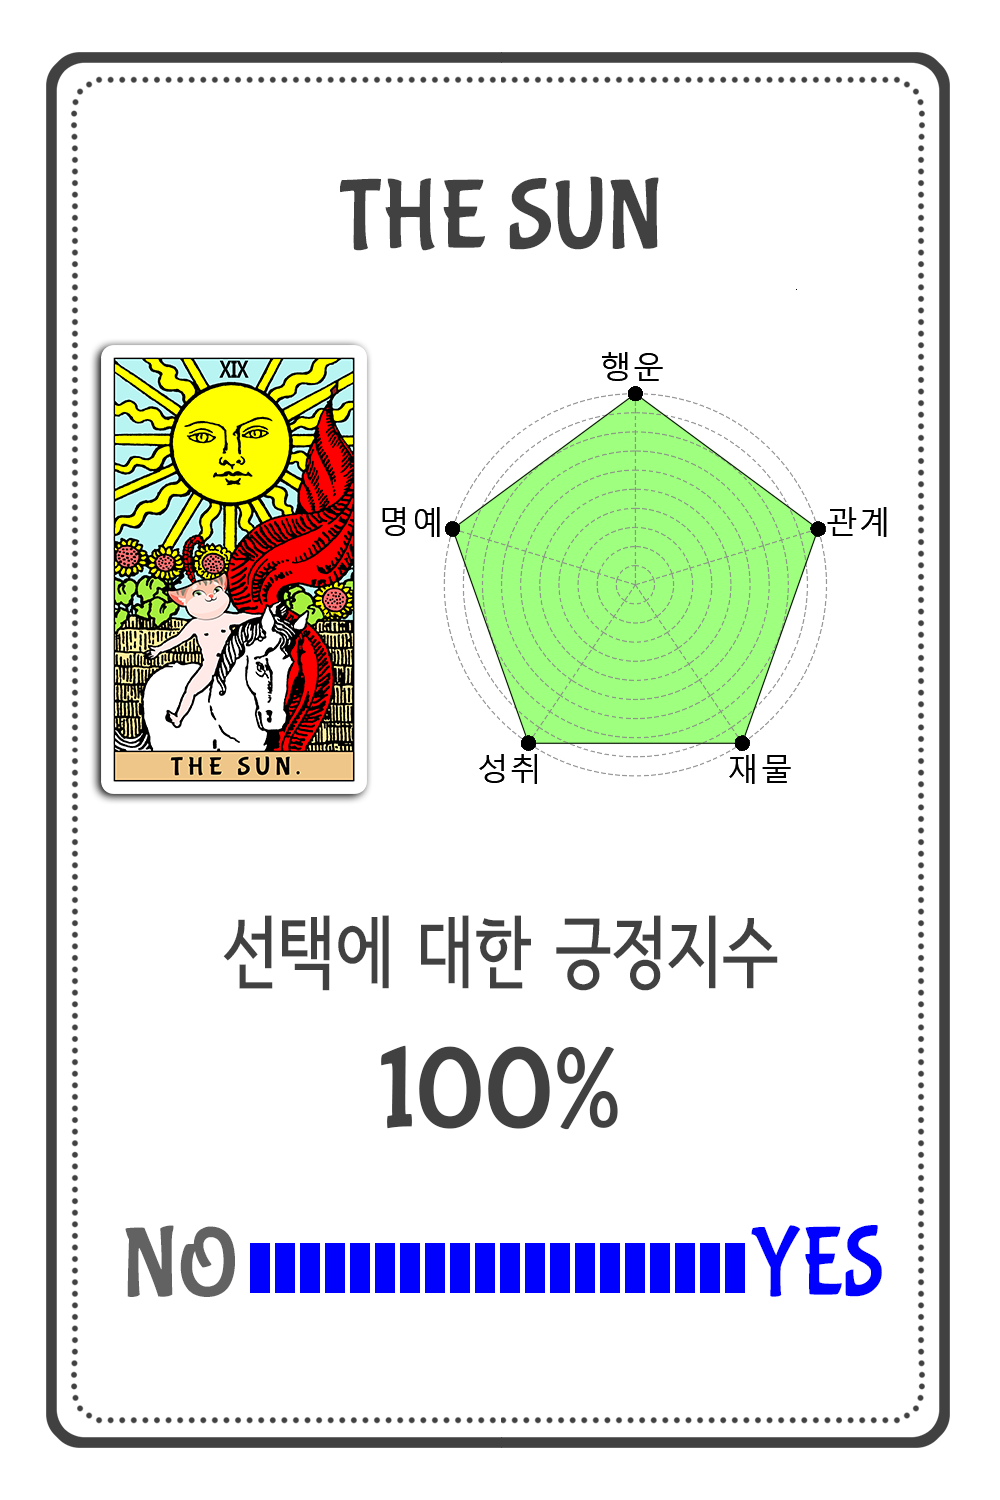 THE SUN
XIX
THE SUN.
행운
명예
관계
성취
재물
선택에 대한 긍정지수
100%
NO
YES